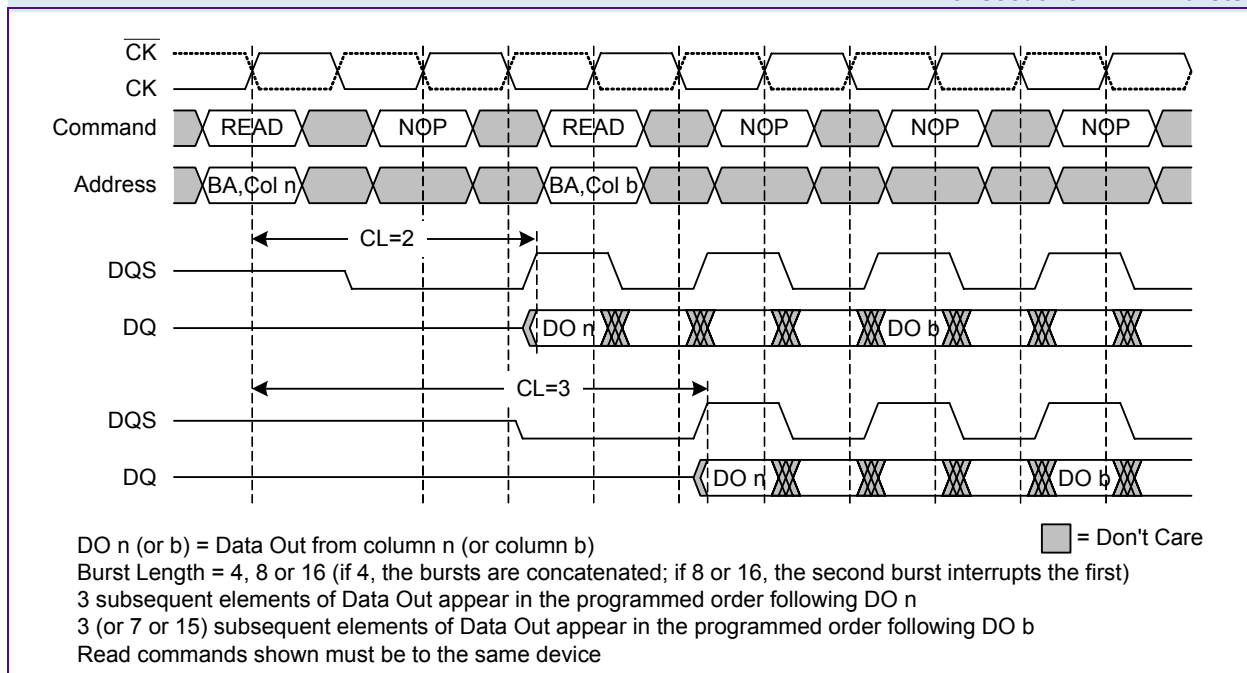 CK
CK
Command READ NOP READ NOP NOP NOP
Address BA,Col n BA,Col b
CL=2
DQS
DQ DO n DO b
CL=3
DQS
DQ DO n DO b
DO n (or b) = Data Out from column n (or column b)
= Don't Care
Burst Length = 4, 8 or 16 (if 4, the bursts are concatenated; if 8 or 16, the second burst interrupts the first)
3 subsequent elements of Data Out appear in the programmed order following DO n
3 (or 7 or 15) subsequent elements of Data Out appear in the programmed order following DO b
Read commands shown must be to the same device